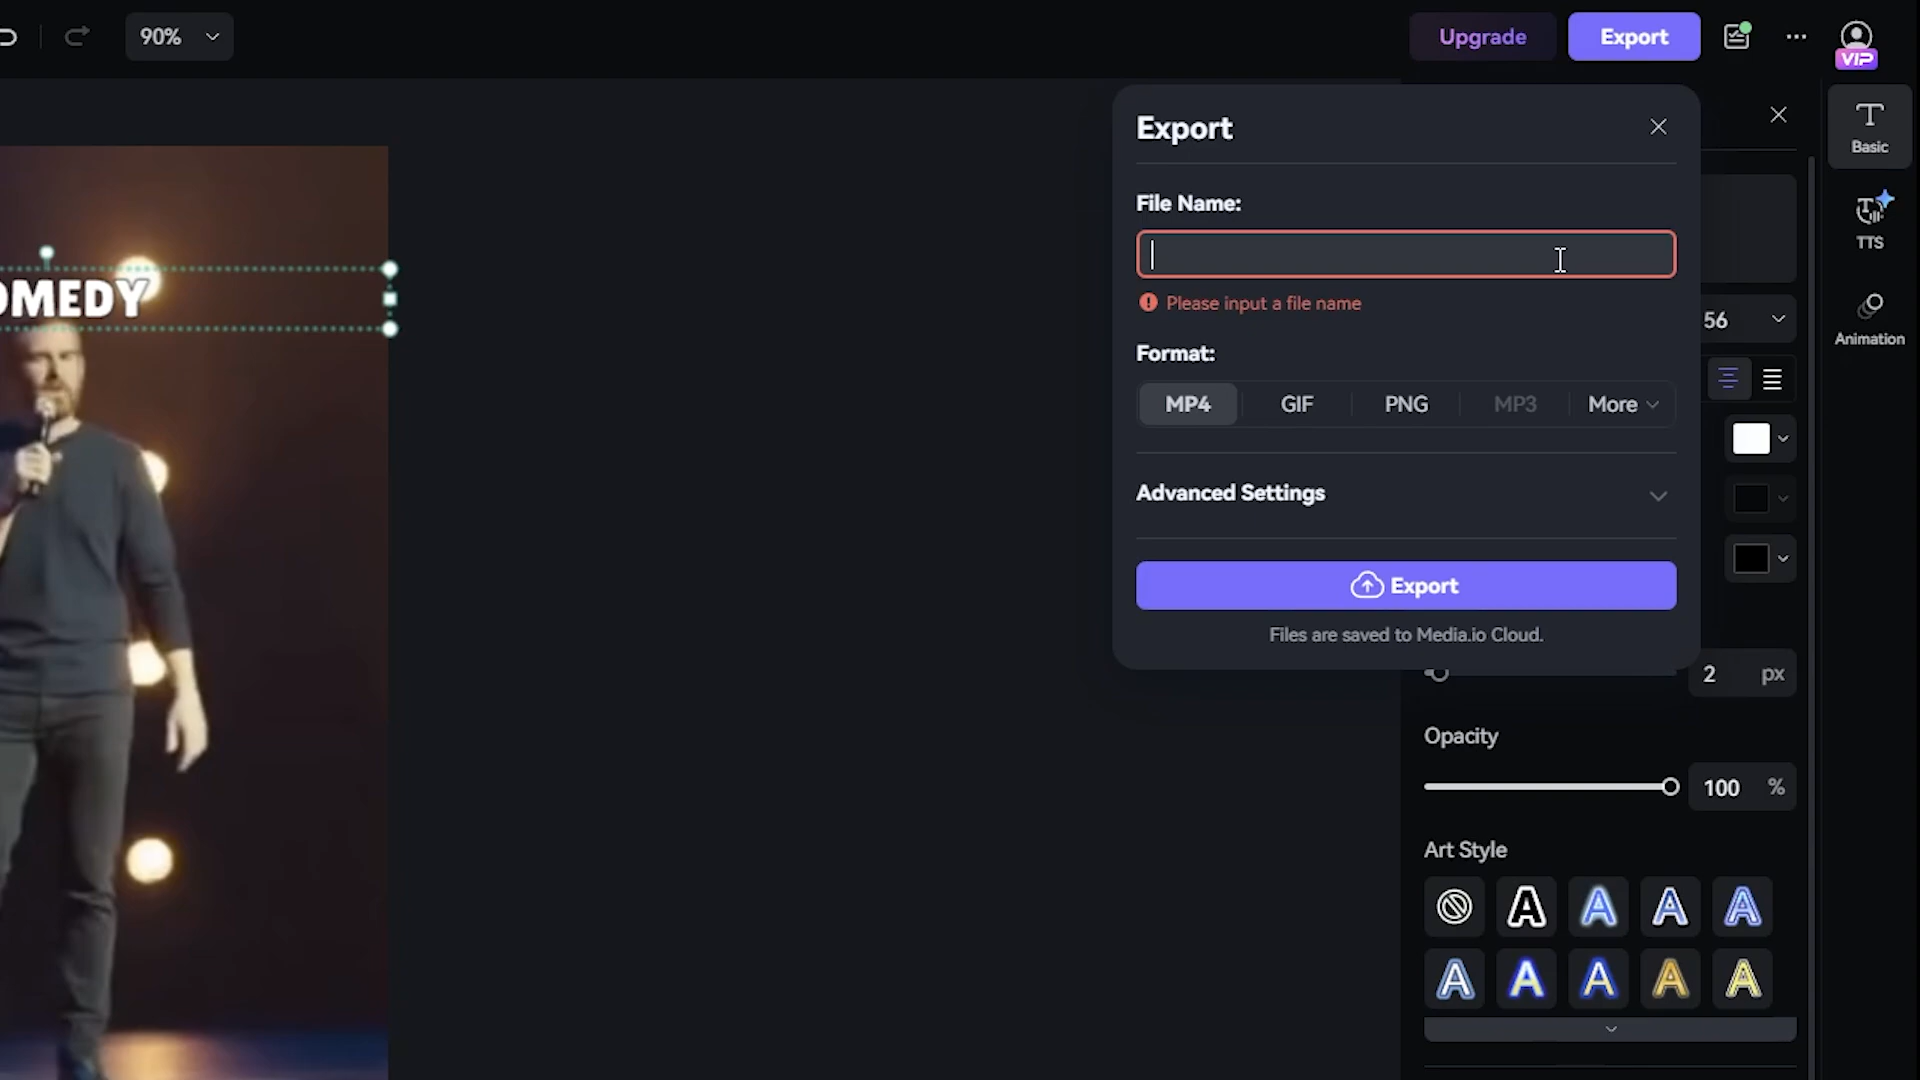 90%
Upgrade
Export
VIP
Export
File Name:
Please input a file name
Format:
MP4
GIF
PNG
MP3
More
Advanced Settings
Export
Files are saved to Media.io Cloud.
OMEDY
Basic
TTS
Animation
56
2 px
Opacity
100 %
Art Style
A A A A
A A A A A